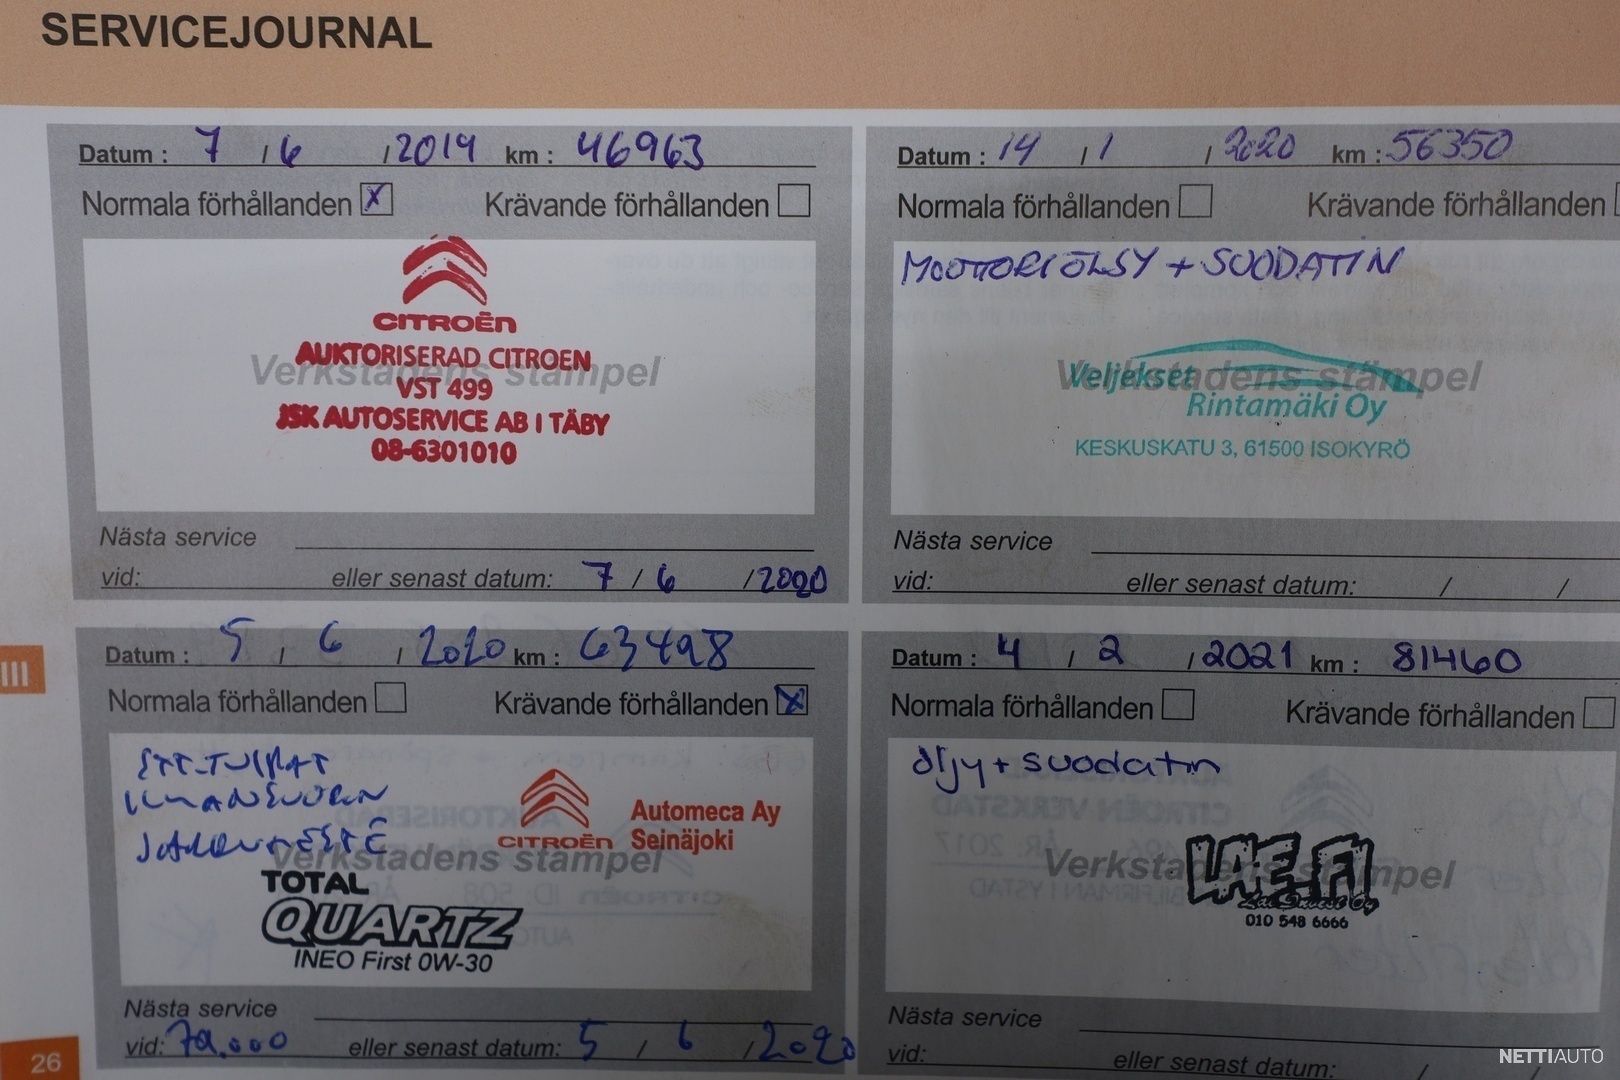 SERVICEJOURNAL
Datum : 7 / 6 / 2019 km : 46963
Normala förhållanden X Krävande förhållanden
CITROËN
AUKTORISERAD CITROEN
Verkstadens stämpel
VST 499
JSK AUTOSERVICE AB I TÄBY
08-6301010
Nästa service
vid: eller senast datum: 7 / 6 / 2020
Datum : 14 / 1 / 2020 km : 56350
Normala förhållanden Krävande förhållanden
MOOTTORIÖLJY + SUODATIN
Verkstadens stämpel
Veljekset
Rintamäki Oy
KESKUSKATU 3, 61500 ISOKYRÖ
Nästa service
vid: eller senast datum: / /
III
Datum : 5 / 6 / 2020 km : 63498
Normala förhållanden Krävande förhållanden X
CITROËN
Automeca Ay
Seinäjoki
Verkstadens stämpel
TOTAL
QUARTZ
INEO First 0W-30
Nästa service
vid: eller senast datum: 5 / 6 / 2020
Datum : 4 / 2 / 2021 km : 81460
Normala förhållanden Krävande förhållanden
öljy + suodatin
Verkstadens stämpel
LAE.FI
010 548 6666
Nästa service
vid: eller senast datum: / /
26
NETTIAUTO